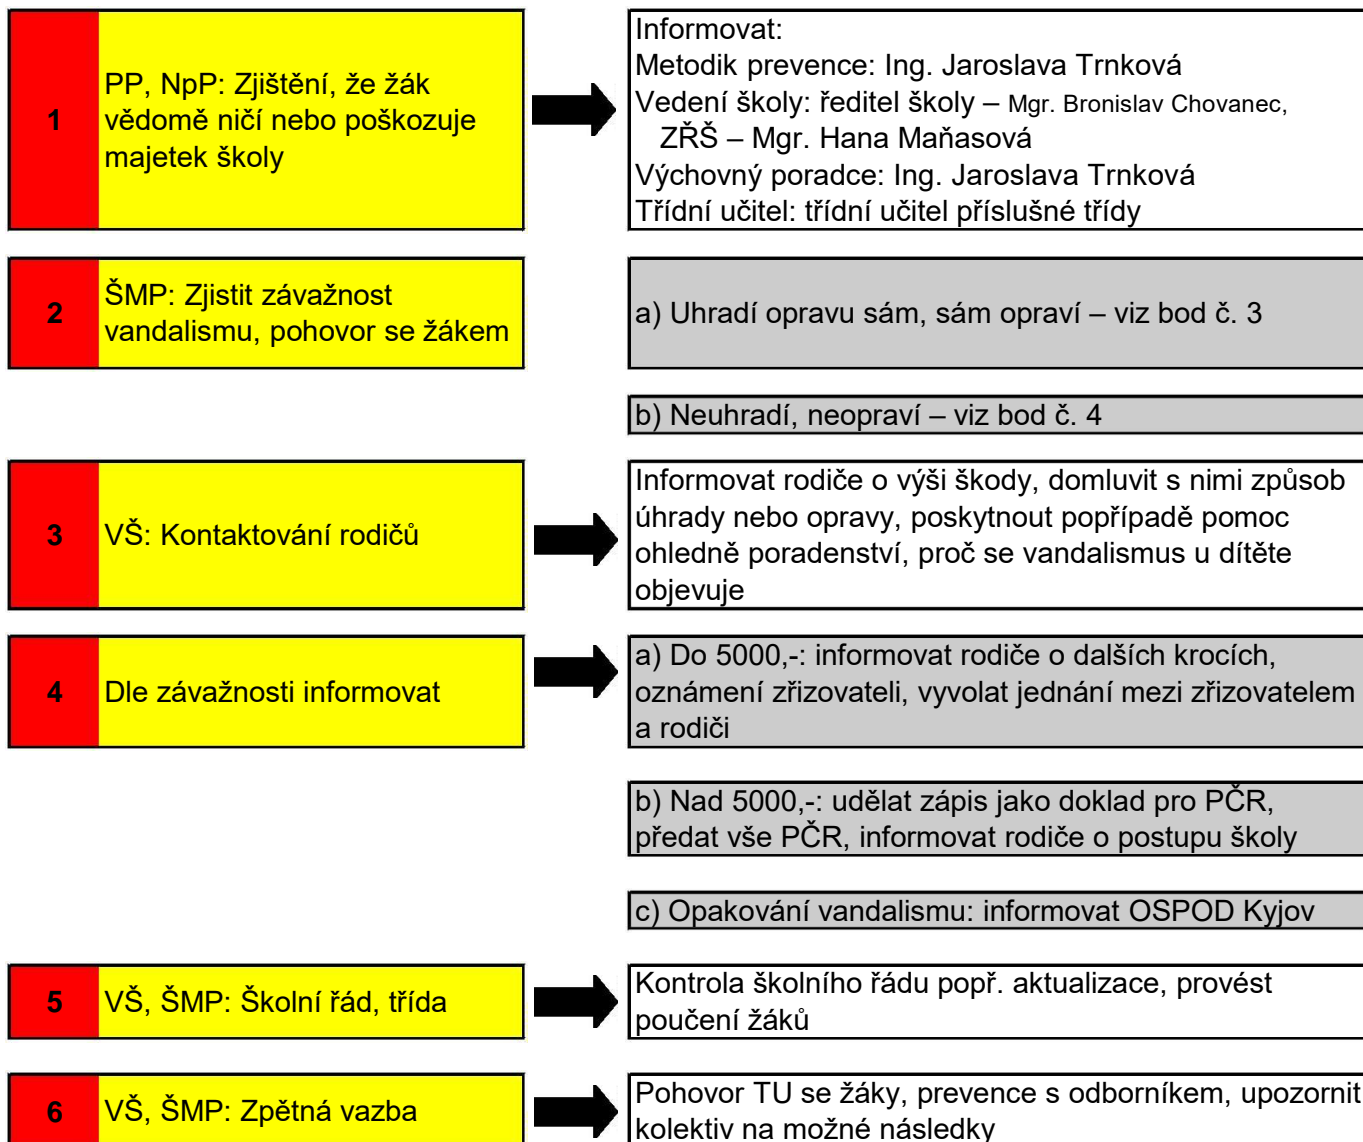 1
PP, NpP: Zjištění, že žák
vědomě ničí nebo poškozuje
majetek školy
Informovat:
Metodik prevence: Ing. Jaroslava Trnková
Vedení školy: ředitel školy – Mgr. Bronislav Chovanec,
ZŘŠ – Mgr. Hana Maňasová
Výchovný poradce: Ing. Jaroslava Trnková
Třídní učitel: třídní učitel příslušné třídy
2
ŠMP: Zjistit závažnost
vandalismu, pohovor se žákem
a) Uhradí opravu sám, sám opraví – viz bod č. 3
b) Neuhradí, neopraví – viz bod č. 4
3
VŠ: Kontaktování rodičů
Informovat rodiče o výši škody, domluvit s nimi způsob
úhrady nebo opravy, poskytnout popřípadě pomoc
ohledně poradenství, proč se vandalismus u dítěte
objevuje
4
Dle závažnosti informovat
a) Do 5000,-: informovat rodiče o dalších krocích,
oznámení zřizovateli, vyvolat jednání mezi zřizovatelem
a rodiči
b) Nad 5000,-: udělat zápis jako doklad pro PČR,
předat vše PČR, informovat rodiče o postupu školy
c) Opakování vandalismu: informovat OSPOD Kyjov
5
VŠ, ŠMP: Školní řád, třída
Kontrola školního řádu popř. aktualizace, provést
poučení žáků
6
VŠ, ŠMP: Zpětná vazba
Pohovor TU se žáky, prevence s odborníkem, upozornit
kolektiv na možné následky